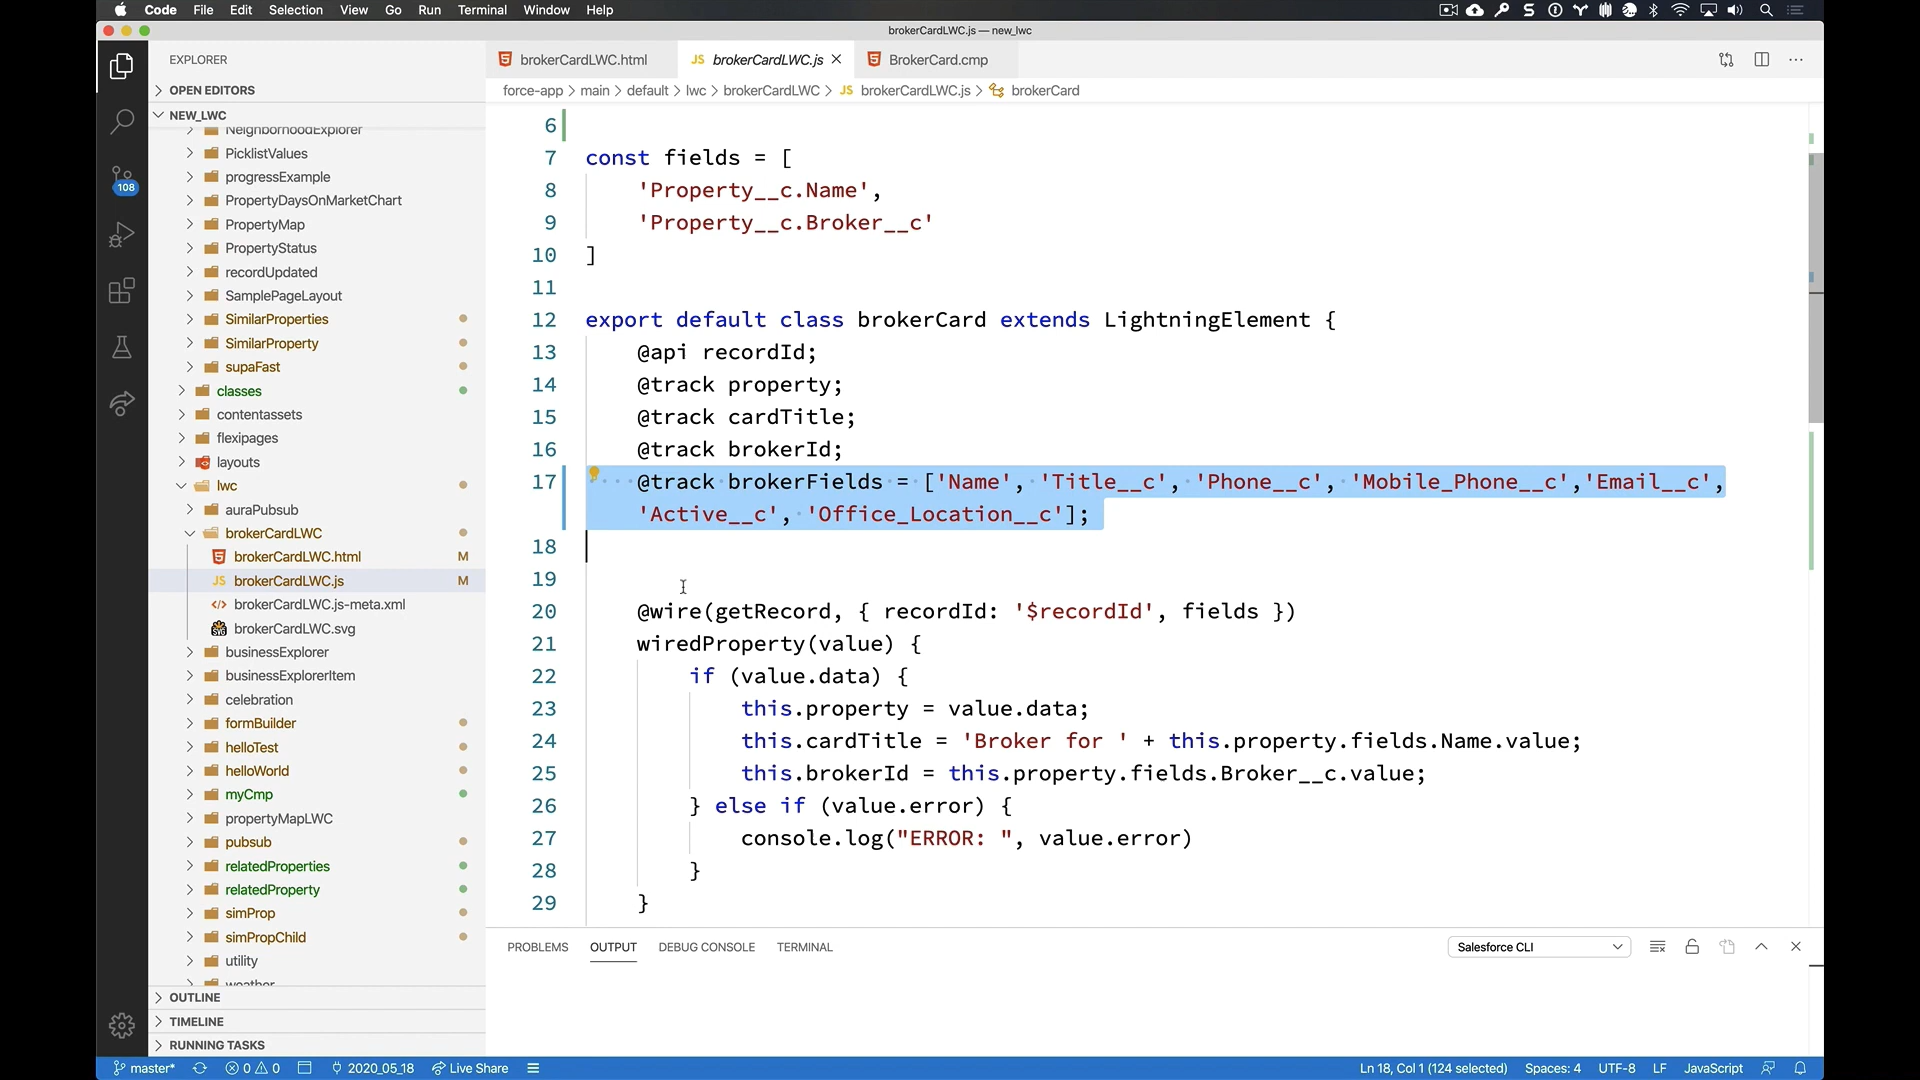 Code File Edit Selection View Go Run Terminal Window Help
brokerCardLWC.js — new_lwc
EXPLORER
OPEN EDITORS
NEW_LWC
NeighborhoodExplorer
PicklistValues
progressExample
PropertyDaysOnMarketChart
PropertyMap
PropertyStatus
recordUpdated
SamplePageLayout
SimilarProperties
SimilarProperty
supaFast
classes
contentassets
flexipages
layouts
lwc
auraPubsub
brokerCardLWC
brokerCardLWC.html M
JS brokerCardLWC.js M
brokerCardLWC.js-meta.xml
brokerCardLWC.svg
businessExplorer
businessExplorerItem
celebration
formBuilder
helloTest
helloWorld
myCmp
propertyMapLWC
pubsub
relatedProperties
relatedProperty
simProp
simPropChild
utility
weather
OUTLINE
TIMELINE
RUNNING TASKS
108
brokerCardLWC.html JS brokerCardLWC.js BrokerCard.cmp
force-app > main > default > lwc > brokerCardLWC > JS brokerCardLWC.js > brokerCard
6
7 const fields = [
8 'Property__c.Name',
9 'Property__c.Broker__c'
10 ]
11
12 export default class brokerCard extends LightningElement {
13 @api recordId;
14 @track property;
15 @track cardTitle;
16 @track brokerId;
17 @track brokerFields = ['Name', 'Title__c', 'Phone__c', 'Mobile_Phone__c','Email__c',
'Active__c', 'Office_Location__c'];
18
19
20 @wire(getRecord, { recordId: '$recordId', fields })
21 wiredProperty(value) {
22 if (value.data) {
23 this.property = value.data;
24 this.cardTitle = 'Broker for ' + this.property.fields.Name.value;
25 this.brokerId = this.property.fields.Broker__c.value;
26 } else if (value.error) {
27 console.log("ERROR: ", value.error)
28 }
29 }
PROBLEMS OUTPUT DEBUG CONSOLE TERMINAL
Salesforce CLI
master* 0 0 2020_05_18 Live Share
Ln 18, Col 1 (124 selected) Spaces: 4 UTF-8 LF JavaScript